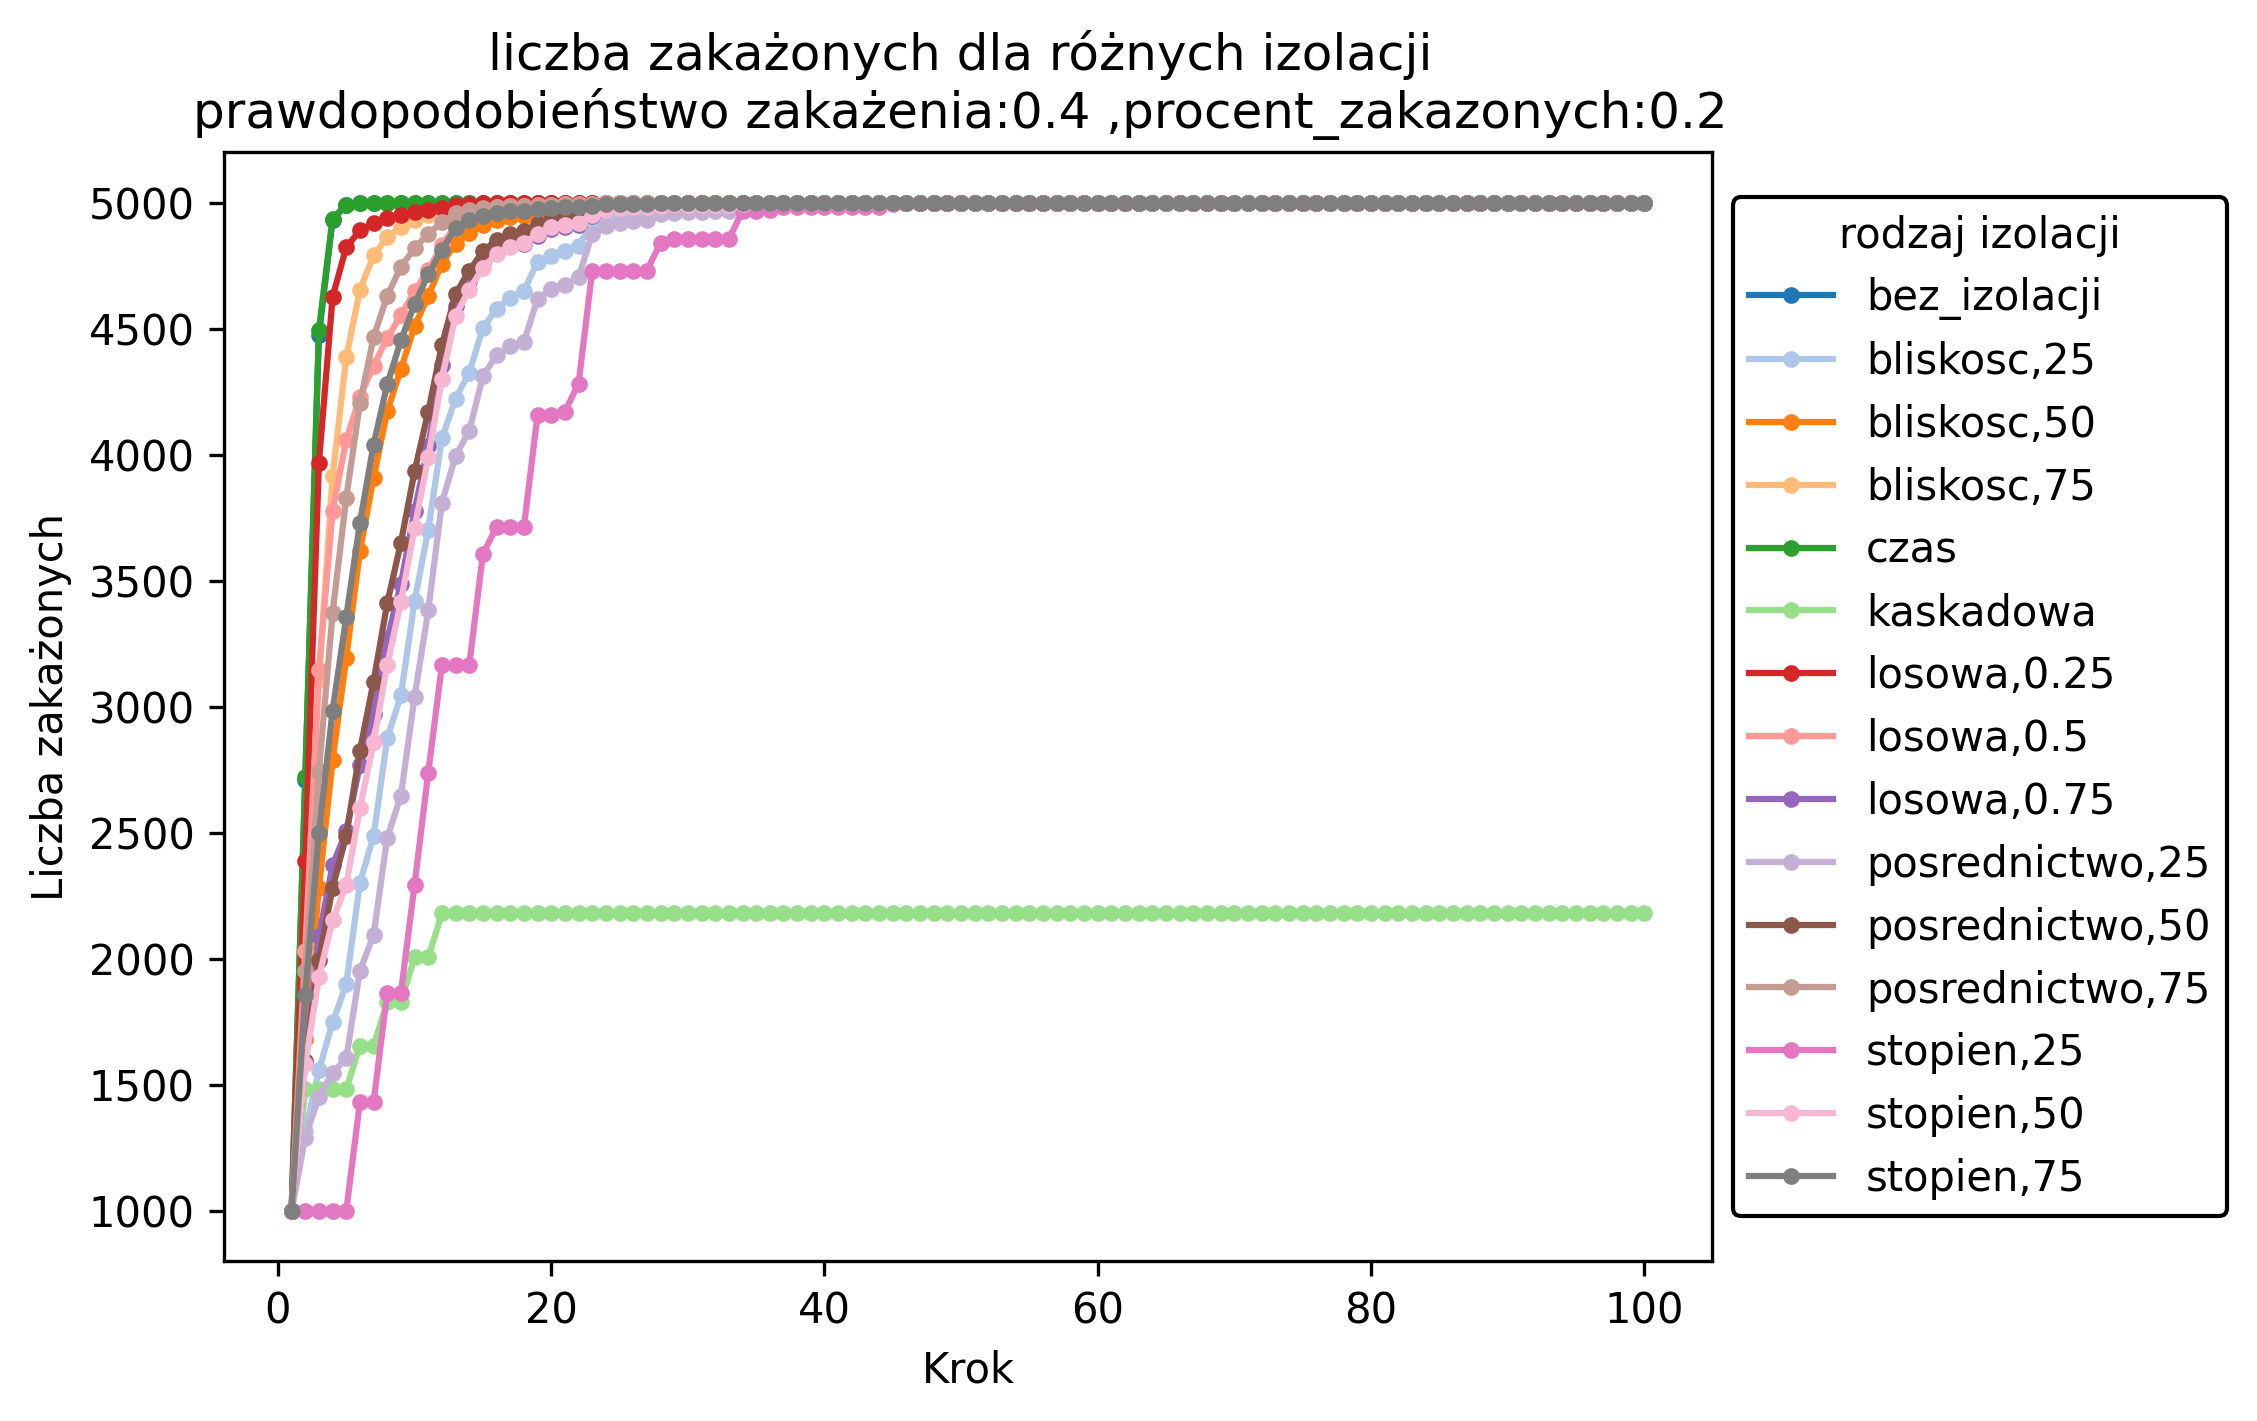 liczba zakażonych dla różnych izolacji
prawdopodobieństwo zakażenia:0.4 ,procent_zakazonych:0.2
Liczba zakażonych
5000
4500
4000
3500
3000
2500
2000
1500
1000
0
20
40
60
80
100
Krok
rodzaj izolacji
bez_izolacji
bliskosc,25
bliskosc,50
bliskosc,75
czas
kaskadowa
losowa,0.25
losowa,0.5
losowa,0.75
posrednictwo,25
posrednictwo,50
posrednictwo,75
stopien,25
stopien,50
stopien,75